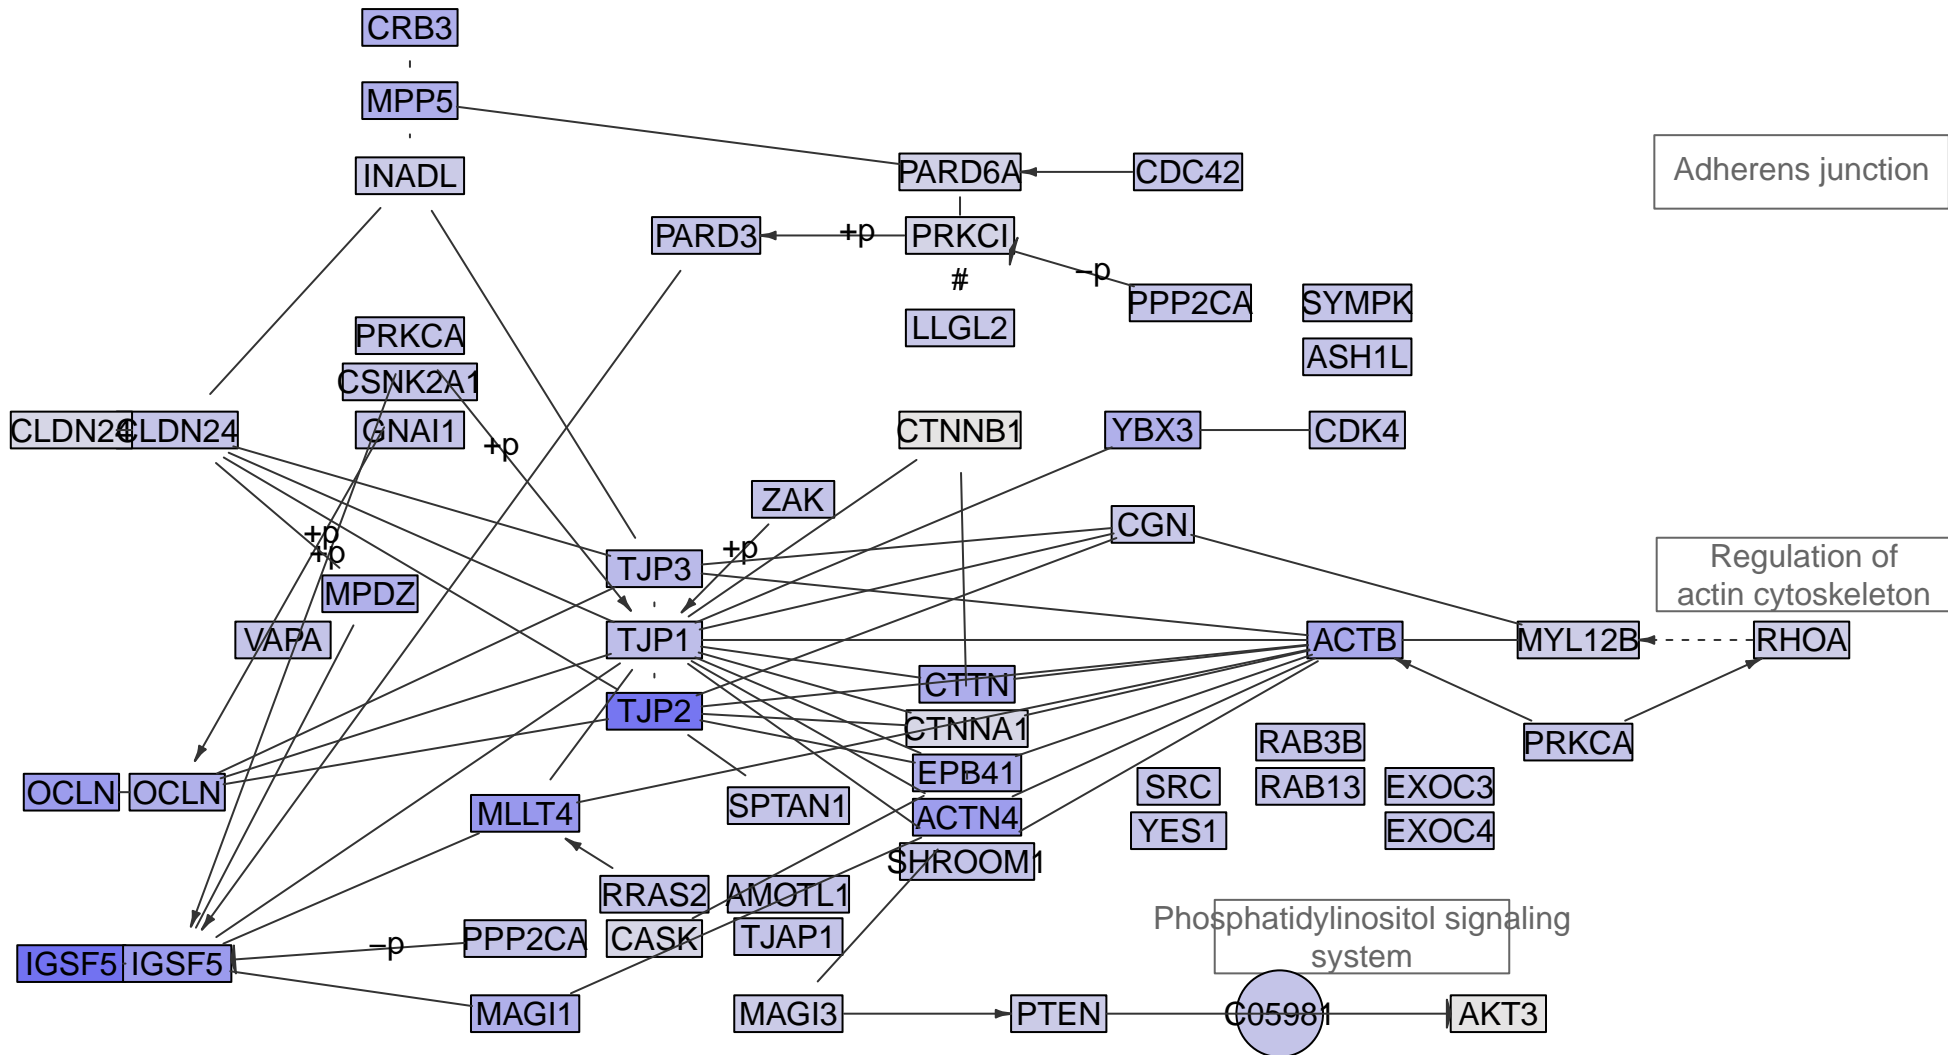 CRB3
MPP5
INADL
PARD6A
CDC42
Adherens junction
PARD3
+p
PRKCI
#
−p
LLGL2
PPP2CA
SYMPK
ASH1L
PRKCA
CSNK2A1
GNAI1
CLDN24
CLDN24
+p
CTNNB1
YBX3
CDK4
ZAK
CGN
+p
+p
+p
TJP3
MPDZ
VAPA
TJP1
ACTB
MYL12B
RHOA
Regulation of
actin cytoskeleton
CTTN
TJP2
CTNNA1
RAB3B
PRKCA
OCLN
OCLN
EPB41
SRC
RAB13
EXOC3
MLLT4
SPTAN1
ACTN4
YES1
EXOC4
SHROOM1
RRAS2
AMOTL1
PPP2CA
CASK
TJAP1
−p
Phosphatidylinositol signaling
system
IGSF5
IGSF5
MAGI1
MAGI3
PTEN
C05981
AKT3